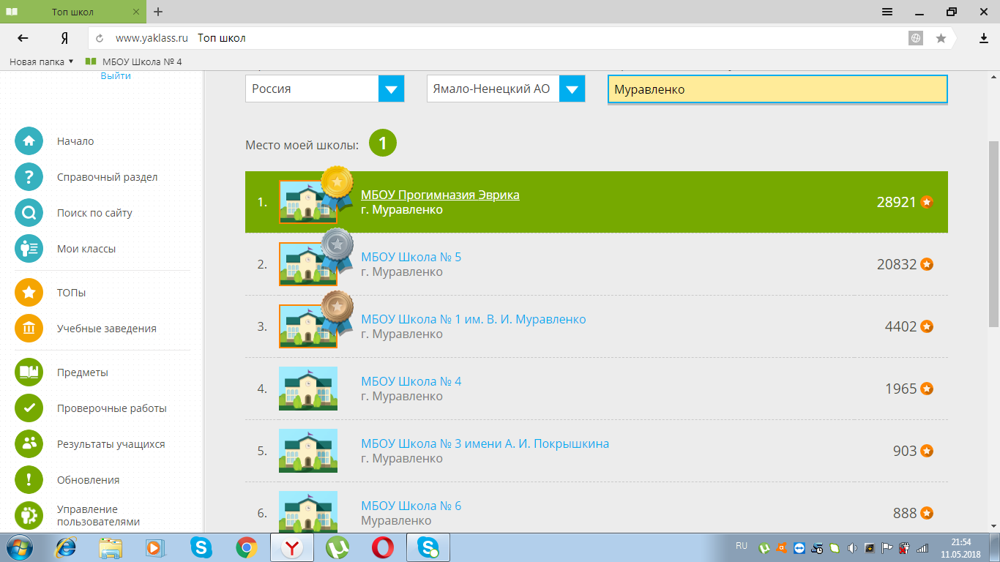 Топ школ
www.yaklass.ru Топ школ
Новая папка МБОУ Школа № 4
Выйти
Начало
Справочный раздел
Поиск по сайту
Мои классы
ТОПы
Учебные заведения
Предметы
Проверочные работы
Результаты учащихся
Обновления
Управление
пользователями
Россия Ямало-Ненецкий АО Муравленко
Место моей школы: 1
1. МБОУ Прогимназия Эврика 28921
г. Муравленко
2. МБОУ Школа № 5 20832
г. Муравленко
3. МБОУ Школа № 1 им. В. И. Муравленко 4402
г. Муравленко
4. МБОУ Школа № 4 1965
г. Муравленко
5. МБОУ Школа № 3 имени А. И. Покрышкина 903
г. Муравленко
6. МБОУ Школа № 6 888
Муравленко
RU 21:54
11.05.2018